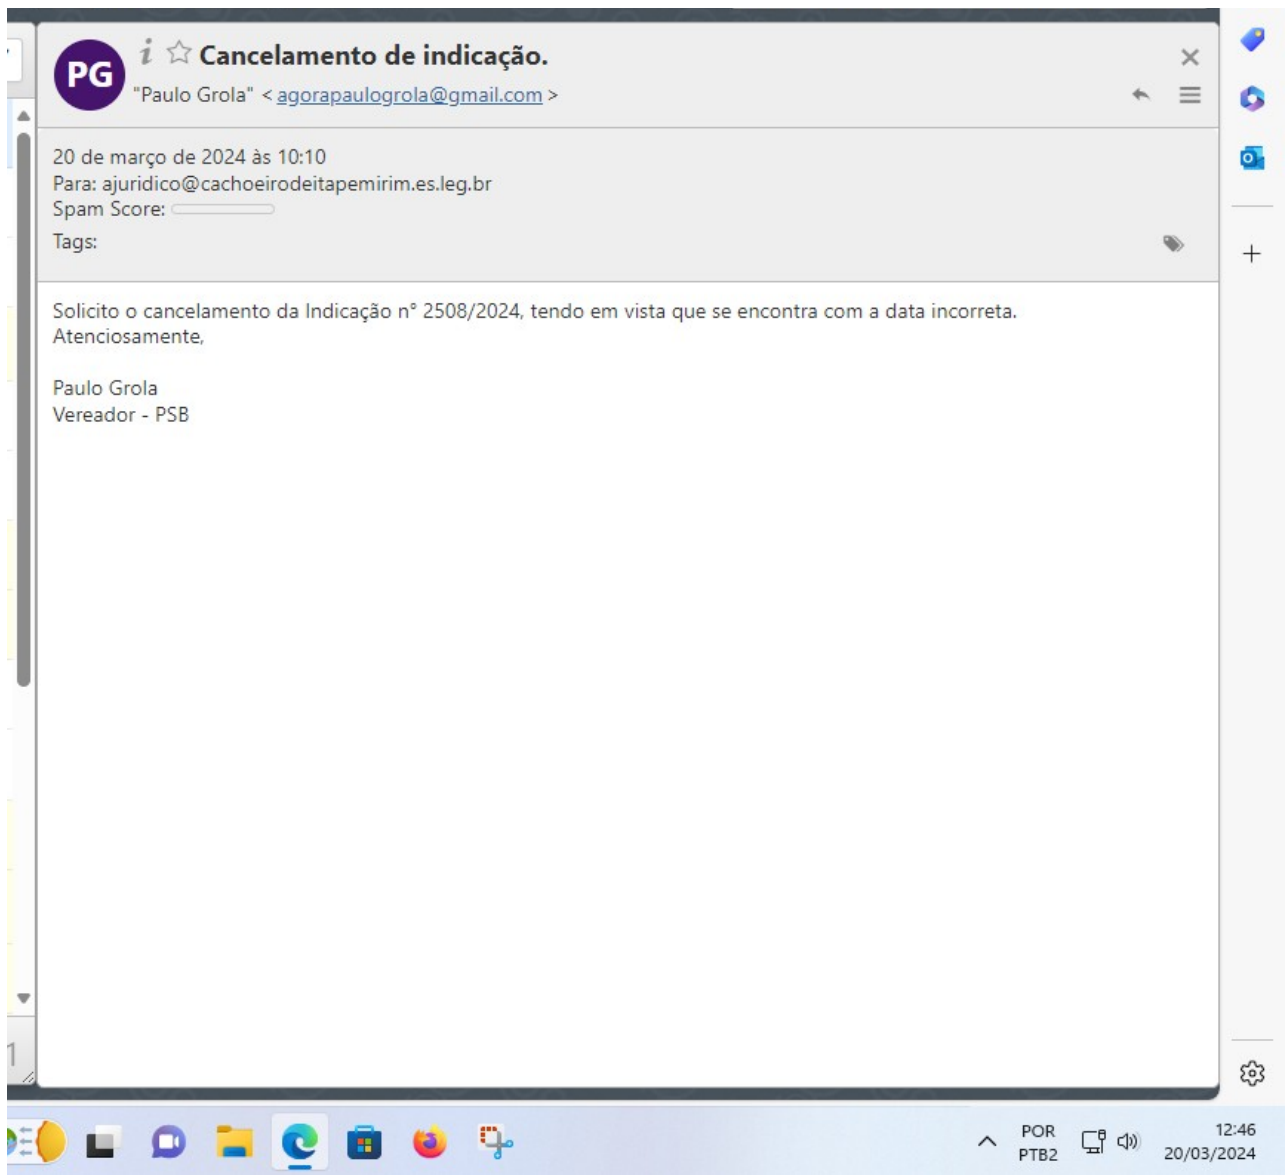 PG
Cancelamento de indicação.
"Paulo Grola" < agorapaulogrola@gmail.com >
20 de março de 2024 às 10:10
Para: ajuridico@cachoeirodeitapemirim.es.leg.br
Spam Score:
Tags:
Solicito o cancelamento da Indicação n° 2508/2024, tendo em vista que se encontra com a data incorreta.
Atenciosamente,
Paulo Grola
Vereador - PSB
1
POR
PTB2
12:46
20/03/2024